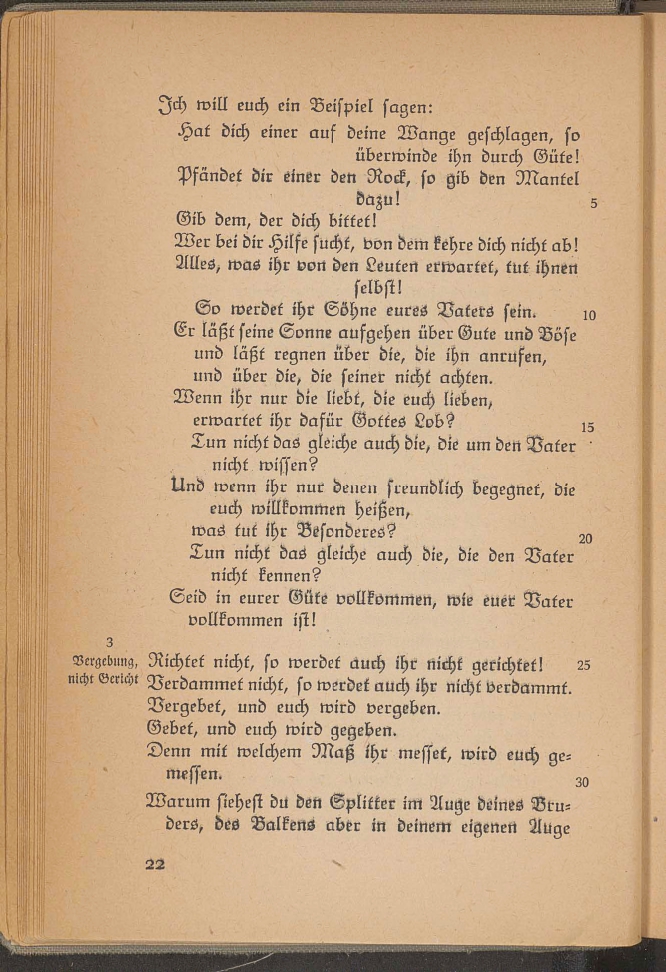 Ich will euch ein Beispiel sagen:
Hat dich einer auf deine Wange geschlagen, so
überwinde ihn durch Güte!
Pfändet dir einer den Rock, so gib den Mantel
dazu! 5
Gib dem, der dich bittet!
Wer bei dir Hilfe sucht, von dem kehre dich nicht ab!
Alles, was ihr von den Leuten erwartet, tut ihnen
selbst!
So werdet ihr Söhne eures Vaters sein. 10
Er läßt seine Sonne aufgehen über Gute und Böse
und läßt regnen über die, die ihn anrufen,
und über die, die seiner nicht achten.
Wenn ihr nur die liebt, die euch lieben,
erwartet ihr dafür Gottes Lob? 15
Tun nicht das gleiche auch die, die um den Vater
nicht wissen?
Und wenn ihr nur denen freundlich begegnet, die
euch willkommen heißen,
was tut ihr Besonderes? 20
Tun nicht das gleiche auch die, die den Vater
nicht kennen?
Seid in eurer Güte vollkommen, wie euer Vater
vollkommen ist!
3
Vergebung,
nicht Gericht
Richtet nicht, so werdet auch ihr nicht gerichtet! 25
Verdammet nicht, so werdet auch ihr nicht verdammt.
Vergebet, und euch wird vergeben.
Gebet, und euch wird gegeben.
Denn mit welchem Maß ihr messet, wird euch ge-
messen. 30
Warum siehest du den Splitter im Auge deines Bru-
ders, des Balkens aber in deinem eigenen Auge
22